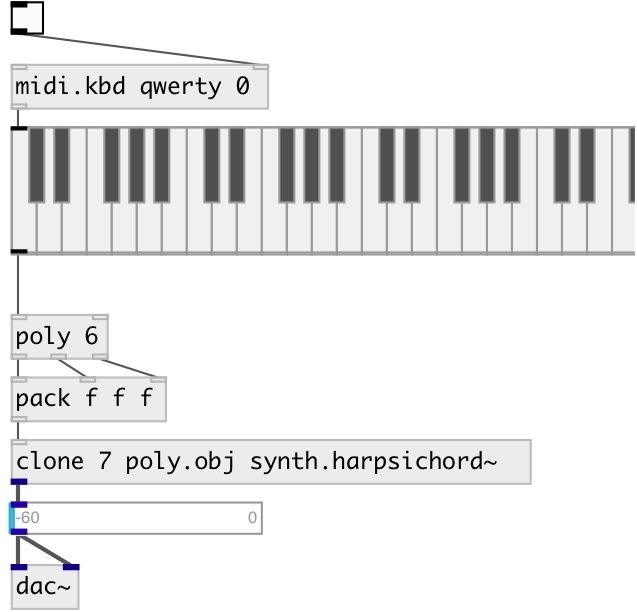 midi.kbd qwerty 0
poly 6
pack f f f
clone 7 poly.obj synth.harpsichord~
-60 0
dac~